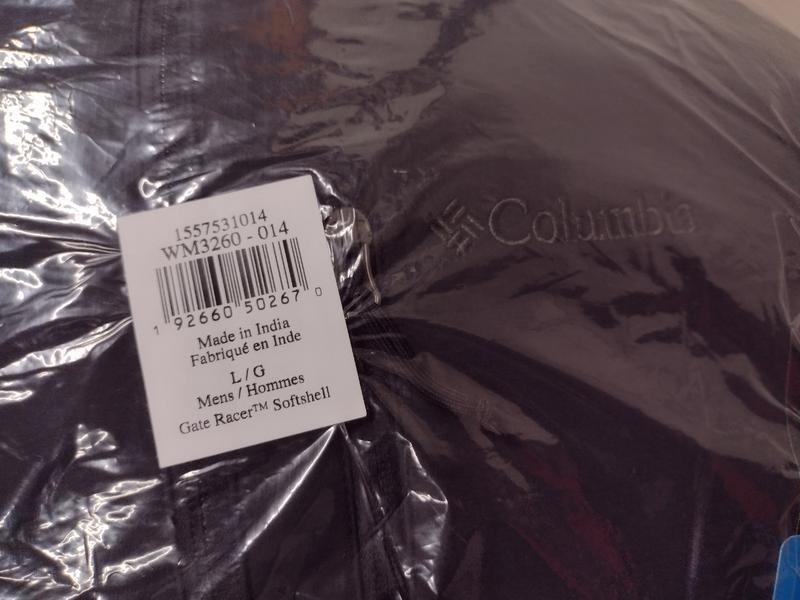 1557531014
WM3260 - 014
1 92660 50267 0
Made in India
Fabriqué en Inde
L / G
Mens / Hommes
Gate Racer™ Softshell
Columbia